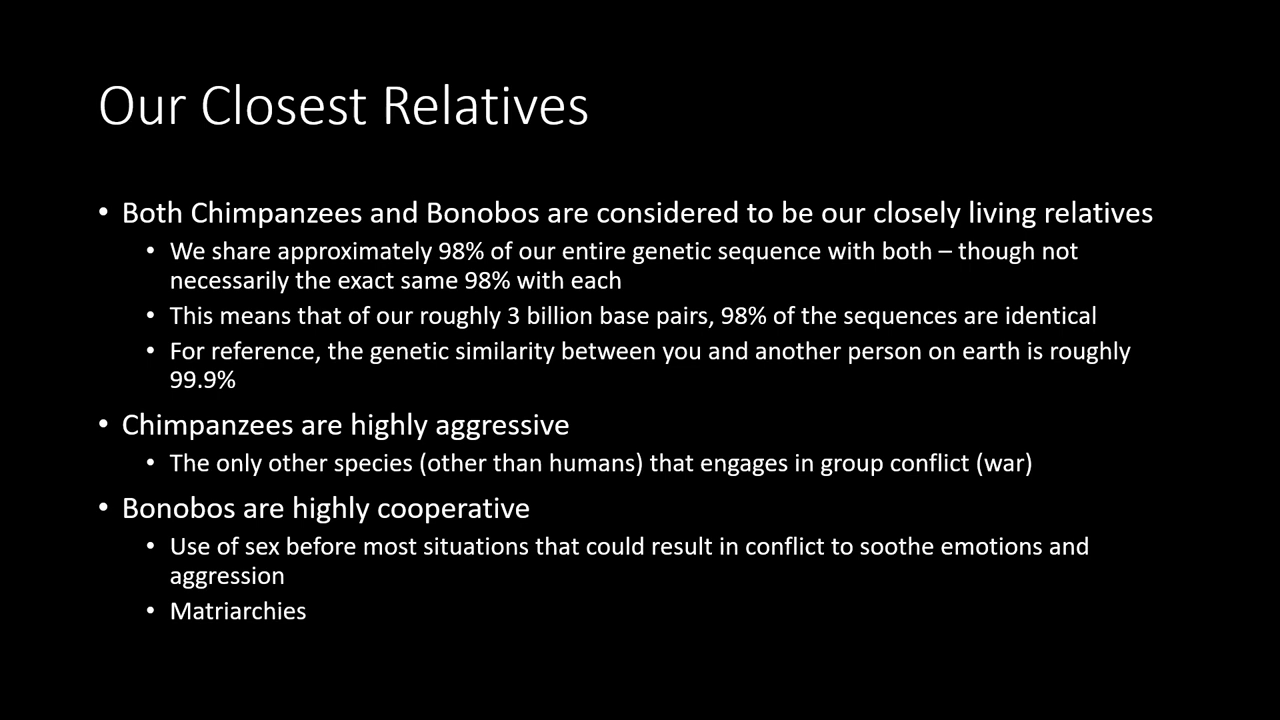 Our Closest Relatives
• Both Chimpanzees and Bonobos are considered to be our closely living relatives
• We share approximately 98% of our entire genetic sequence with both – though not
necessarily the exact same 98% with each
• This means that of our roughly 3 billion base pairs, 98% of the sequences are identical
• For reference, the genetic similarity between you and another person on earth is roughly
99.9%
• Chimpanzees are highly aggressive
• The only other species (other than humans) that engages in group conflict (war)
• Bonobos are highly cooperative
• Use of sex before most situations that could result in conflict to soothe emotions and
aggression
• Matriarchies